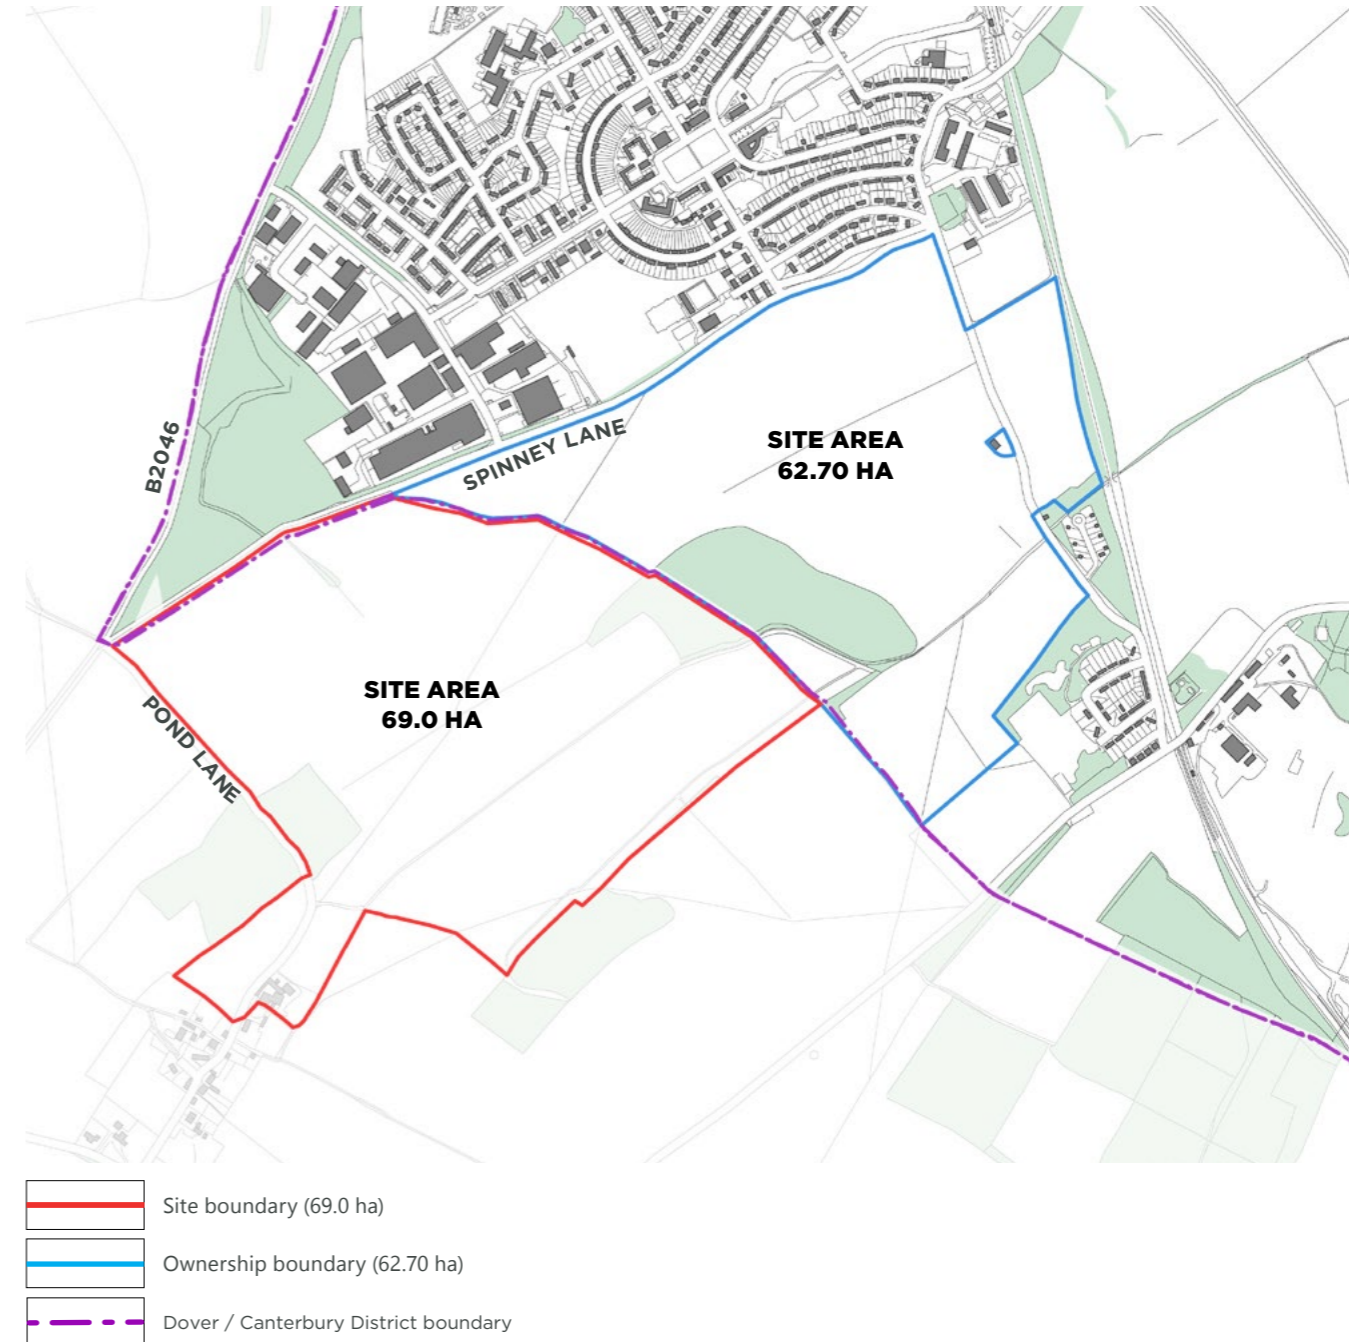 B2046
SPINNEY LANE
SITE AREA
62.70 HA
SITE AREA
69.0 HA
POND LANE
Site boundary (69.0 ha)
Ownership boundary (62.70 ha)
Dover / Canterbury District boundary